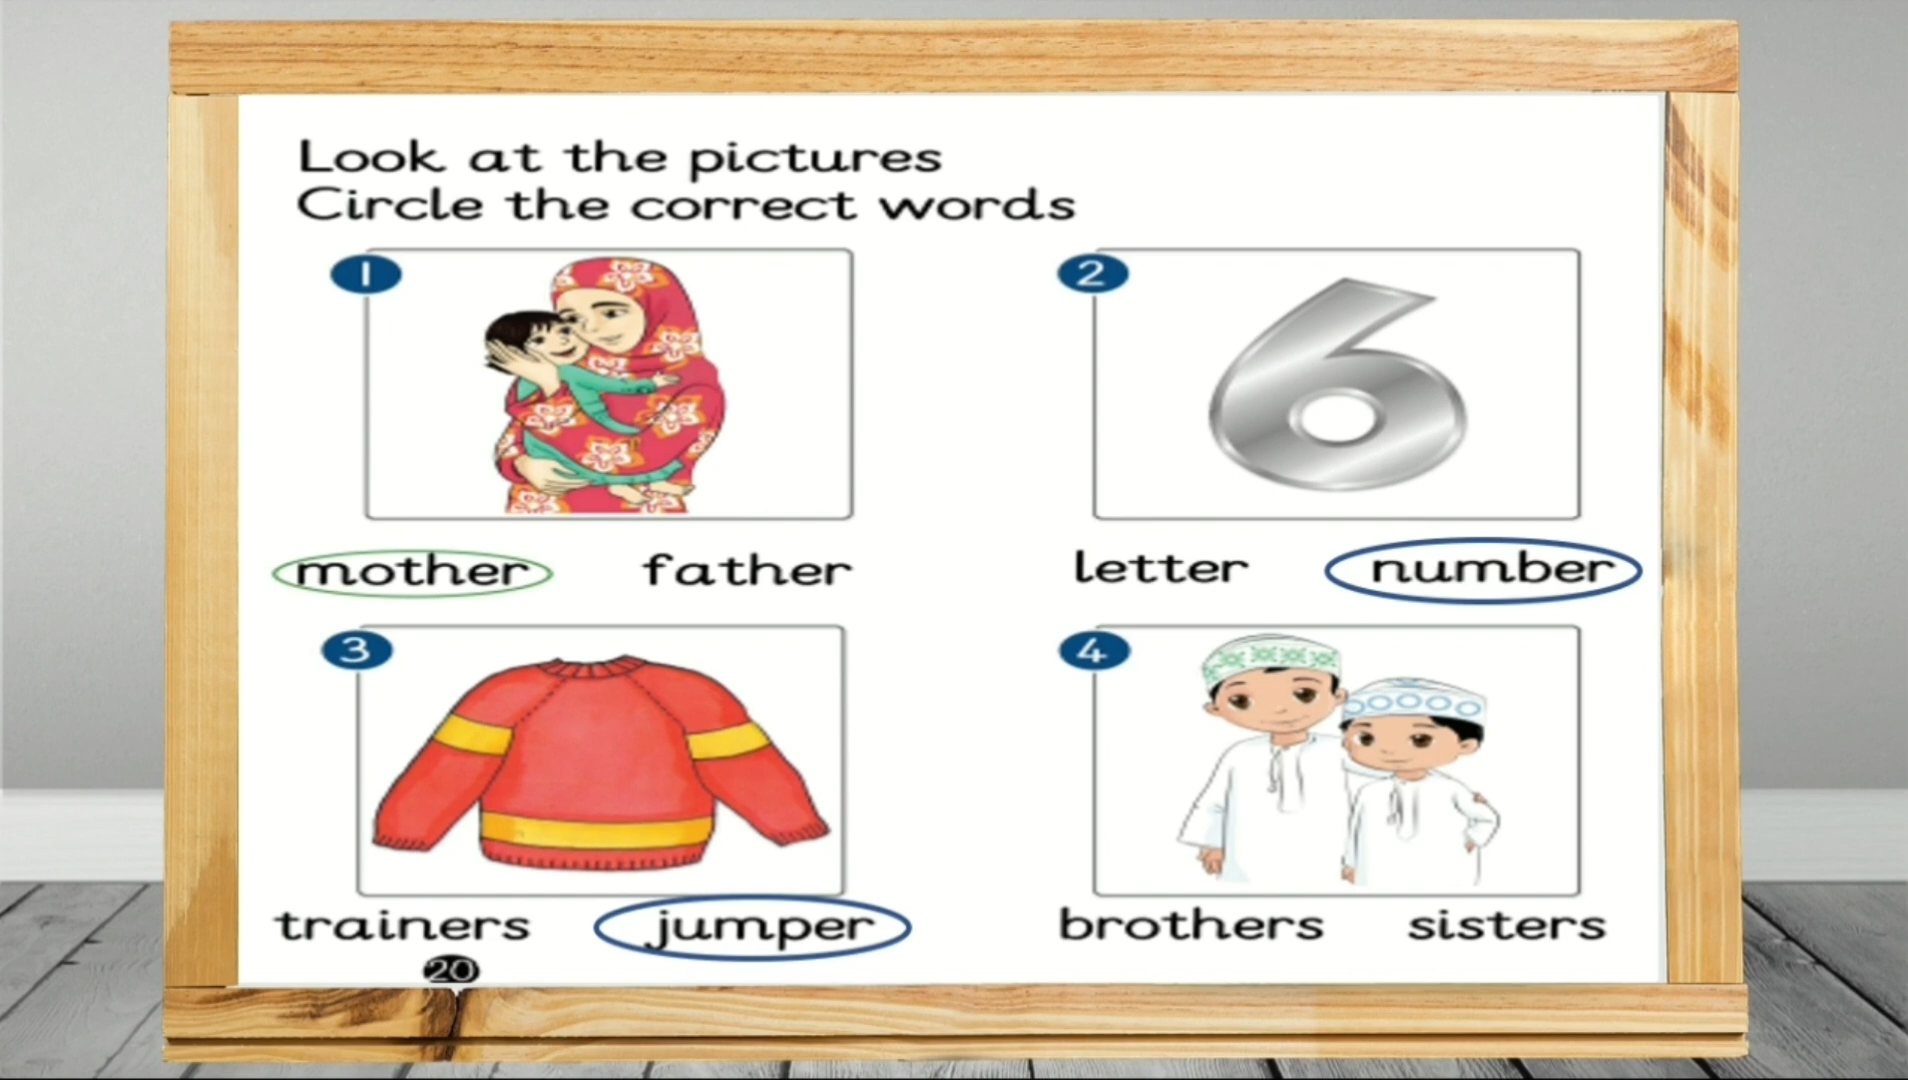 Look at the pictures
Circle the correct words
1
2
6
mother father
letter number
3
4
trainers jumper
brothers sisters
20